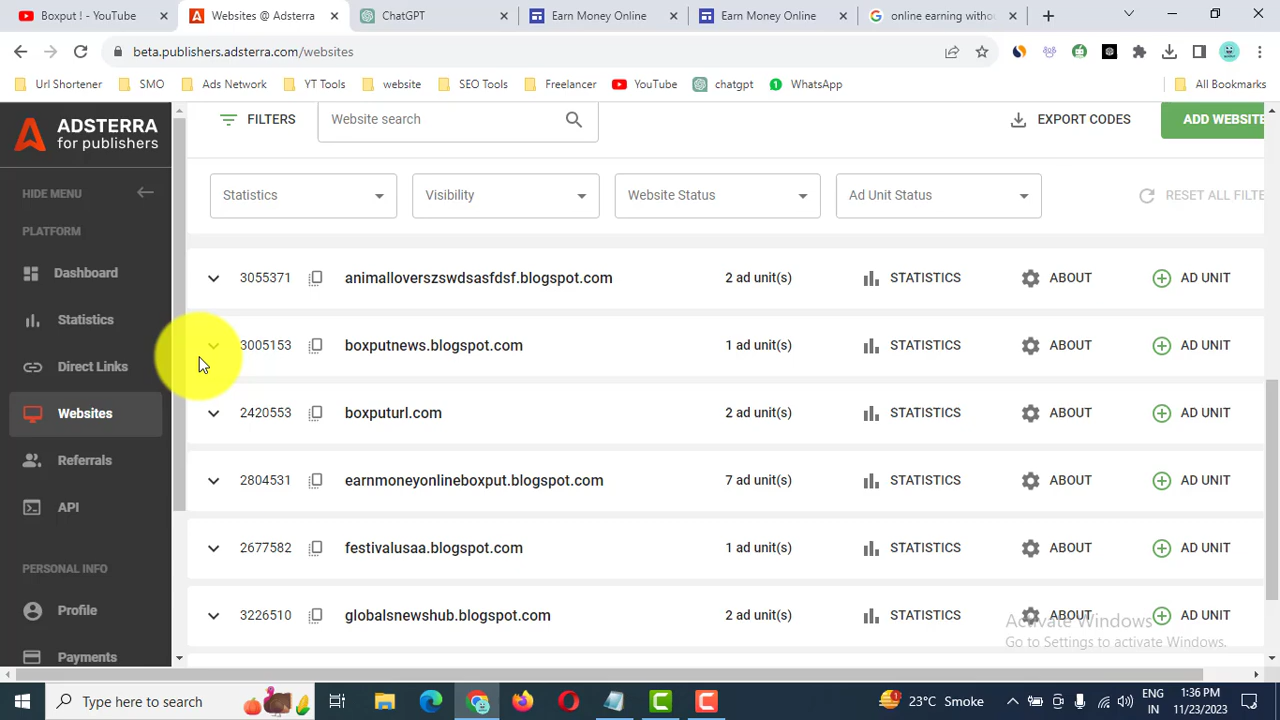 Boxput ! - YouTube
Websites @ Adsterra
ChatGPT
Earn Money Online
Earn Money Online
online earning witho
beta.publishers.adsterra.com/websites
Url Shortener
SMO
Ads Network
YT Tools
website
SEO Tools
Freelancer
YouTube
chatgpt
WhatsApp
All Bookmarks
ADSTERRA
for publishers
HIDE MENU
PLATFORM
Dashboard
Statistics
Direct Links
Websites
Referrals
API
PERSONAL INFO
Profile
Payments
FILTERS
Website search
EXPORT CODES
ADD WEBSITE
Statistics
Visibility
Website Status
Ad Unit Status
RESET ALL FILTE
3055371 animalloverszswdsasfdsf.blogspot.com 2 ad unit(s) STATISTICS ABOUT AD UNIT
3005153 boxputnews.blogspot.com 1 ad unit(s) STATISTICS ABOUT AD UNIT
2420553 boxputurl.com 2 ad unit(s) STATISTICS ABOUT AD UNIT
2804531 earnmoneyonlineboxput.blogspot.com 7 ad unit(s) STATISTICS ABOUT AD UNIT
2677582 festivalusaa.blogspot.com 1 ad unit(s) STATISTICS ABOUT AD UNIT
3226510 globalsnewshub.blogspot.com 2 ad unit(s) STATISTICS ABOUT AD UNIT
Activate Windows
Go to Settings to activate Windows.
Type here to search
1
23°C Smoke
ENG
IN
1:36 PM
11/23/2023